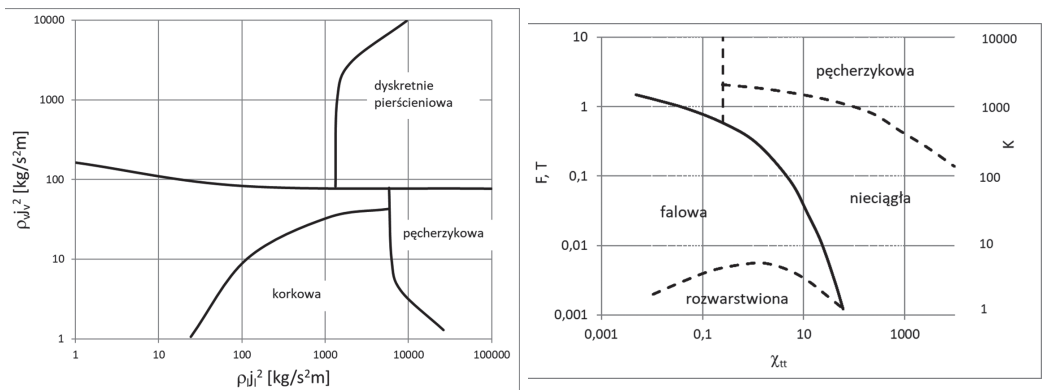 10000
1000
100
10
1
ρᵥjᵥ² [kg/s²m]
dyskretnie
pierścieniowa
pęcherzykowa
korkowa
1 10 100 1000 10000 100000
ρₗjₗ² [kg/s²m]
10
1
0,1
0,01
0,001
F, T
pęcherzykowa
nieciągła
falowa
rozwarstwiona
10000
1000
100
10
1
K
0,001 0,1 10 1000
χtt